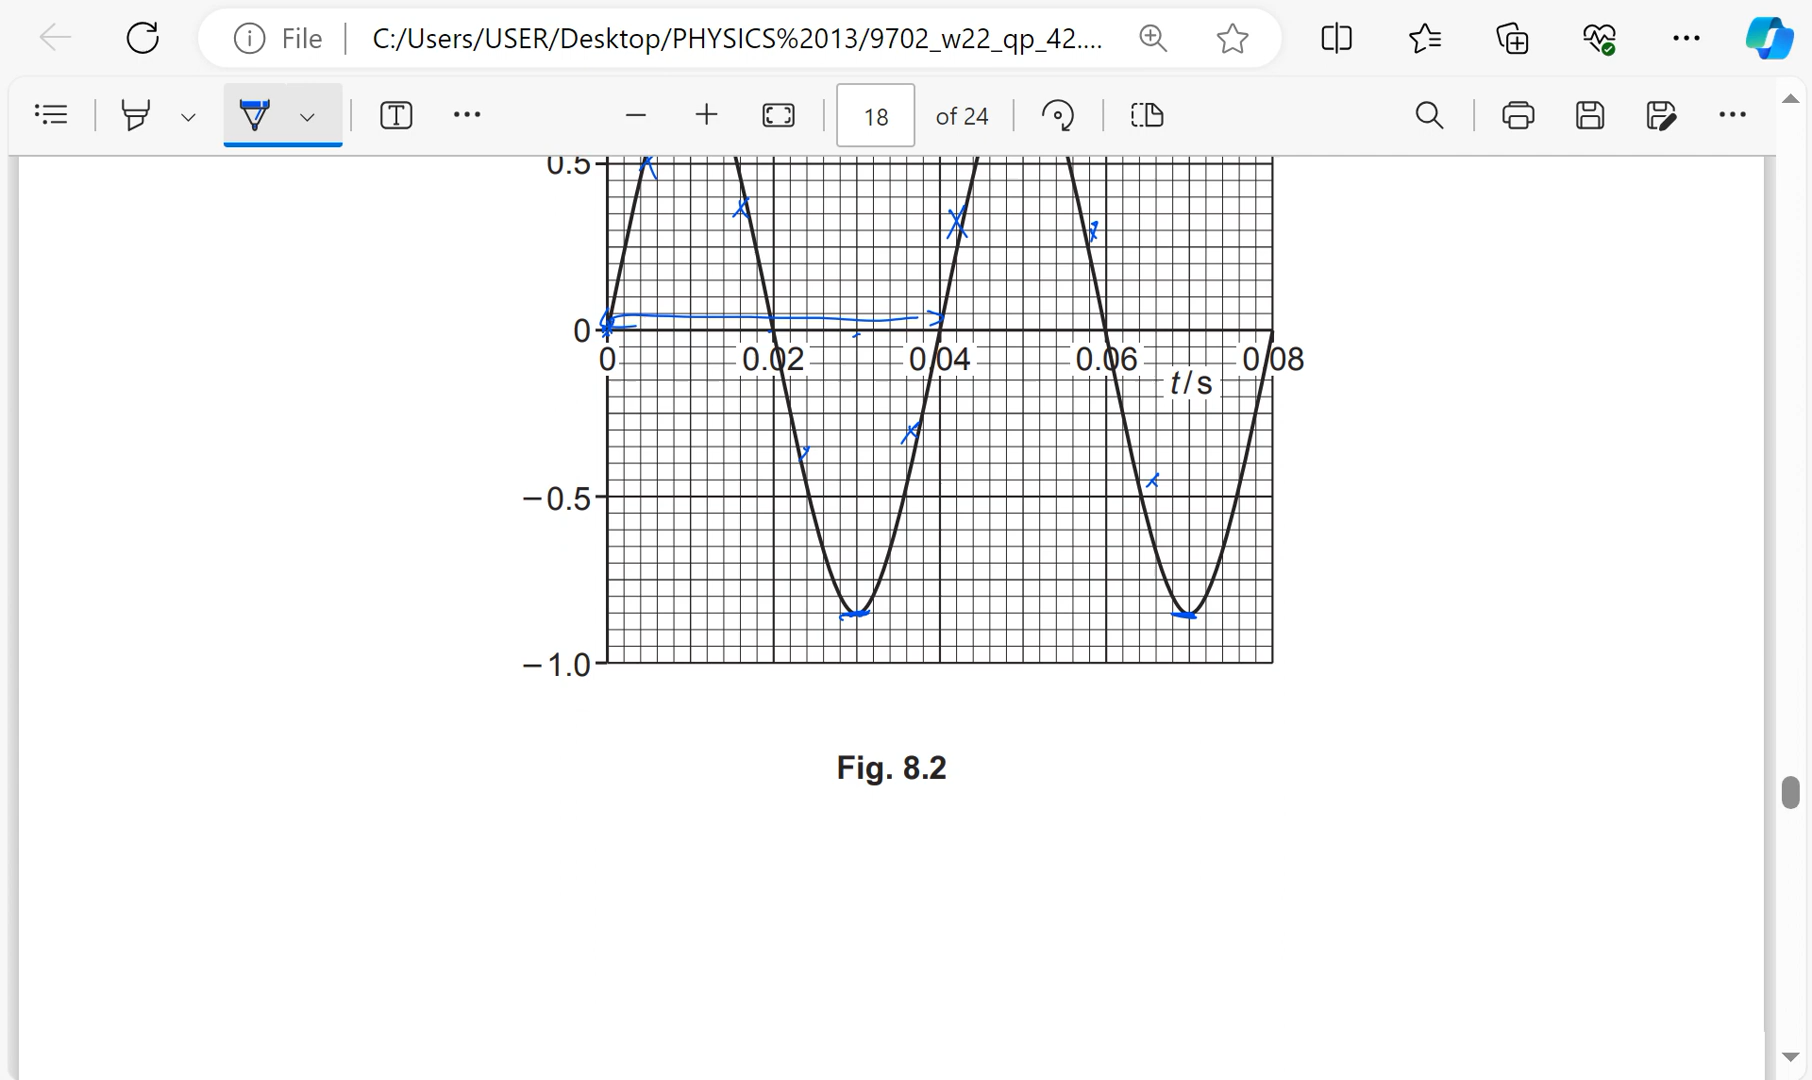 File C:/Users/USER/Desktop/PHYSICS%2013/9702_w22_qp_42....
18 of 24
0.5
0
0 0.02 0.04 0.06 0.08
t/s
−0.5
−1.0
Fig. 8.2